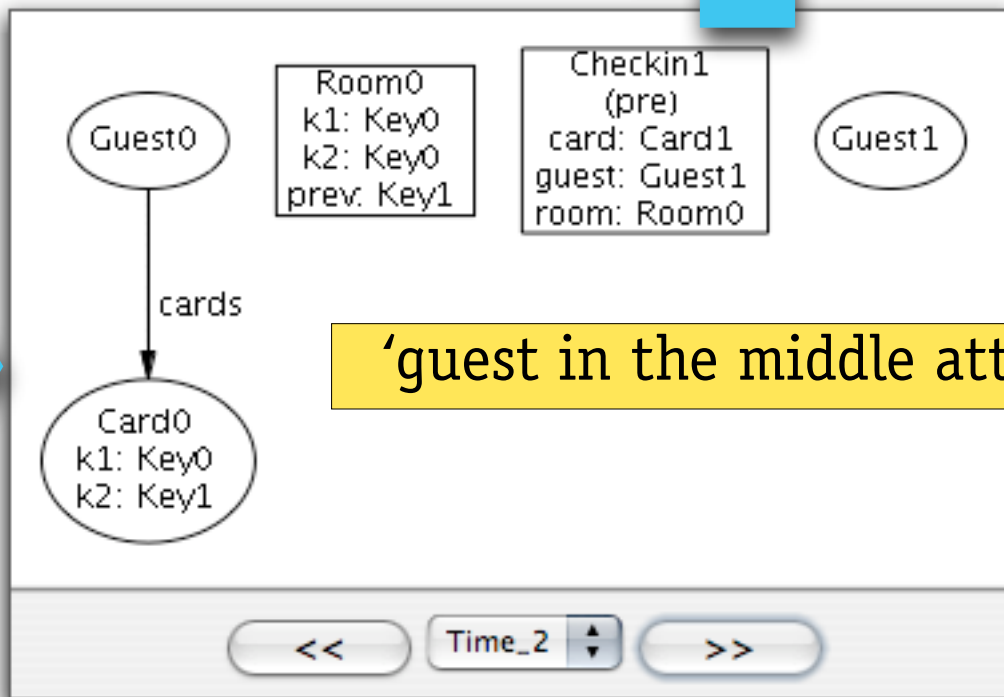 Guest0
Room0
k1: Key0
k2: Key0
prev: Key1
Checkin1
(pre)
card: Card1
guest: Guest1
room: Room0
Guest1
cards
‘guest in the middle att
Card0
k1: Key0
k2: Key1
<< Time_2 >>